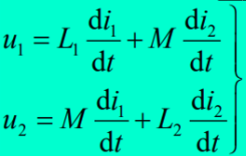 u₁ = L₁ di₁/dt + M di₂/dt
u₂ = M di₁/dt + L₂ di₂/dt